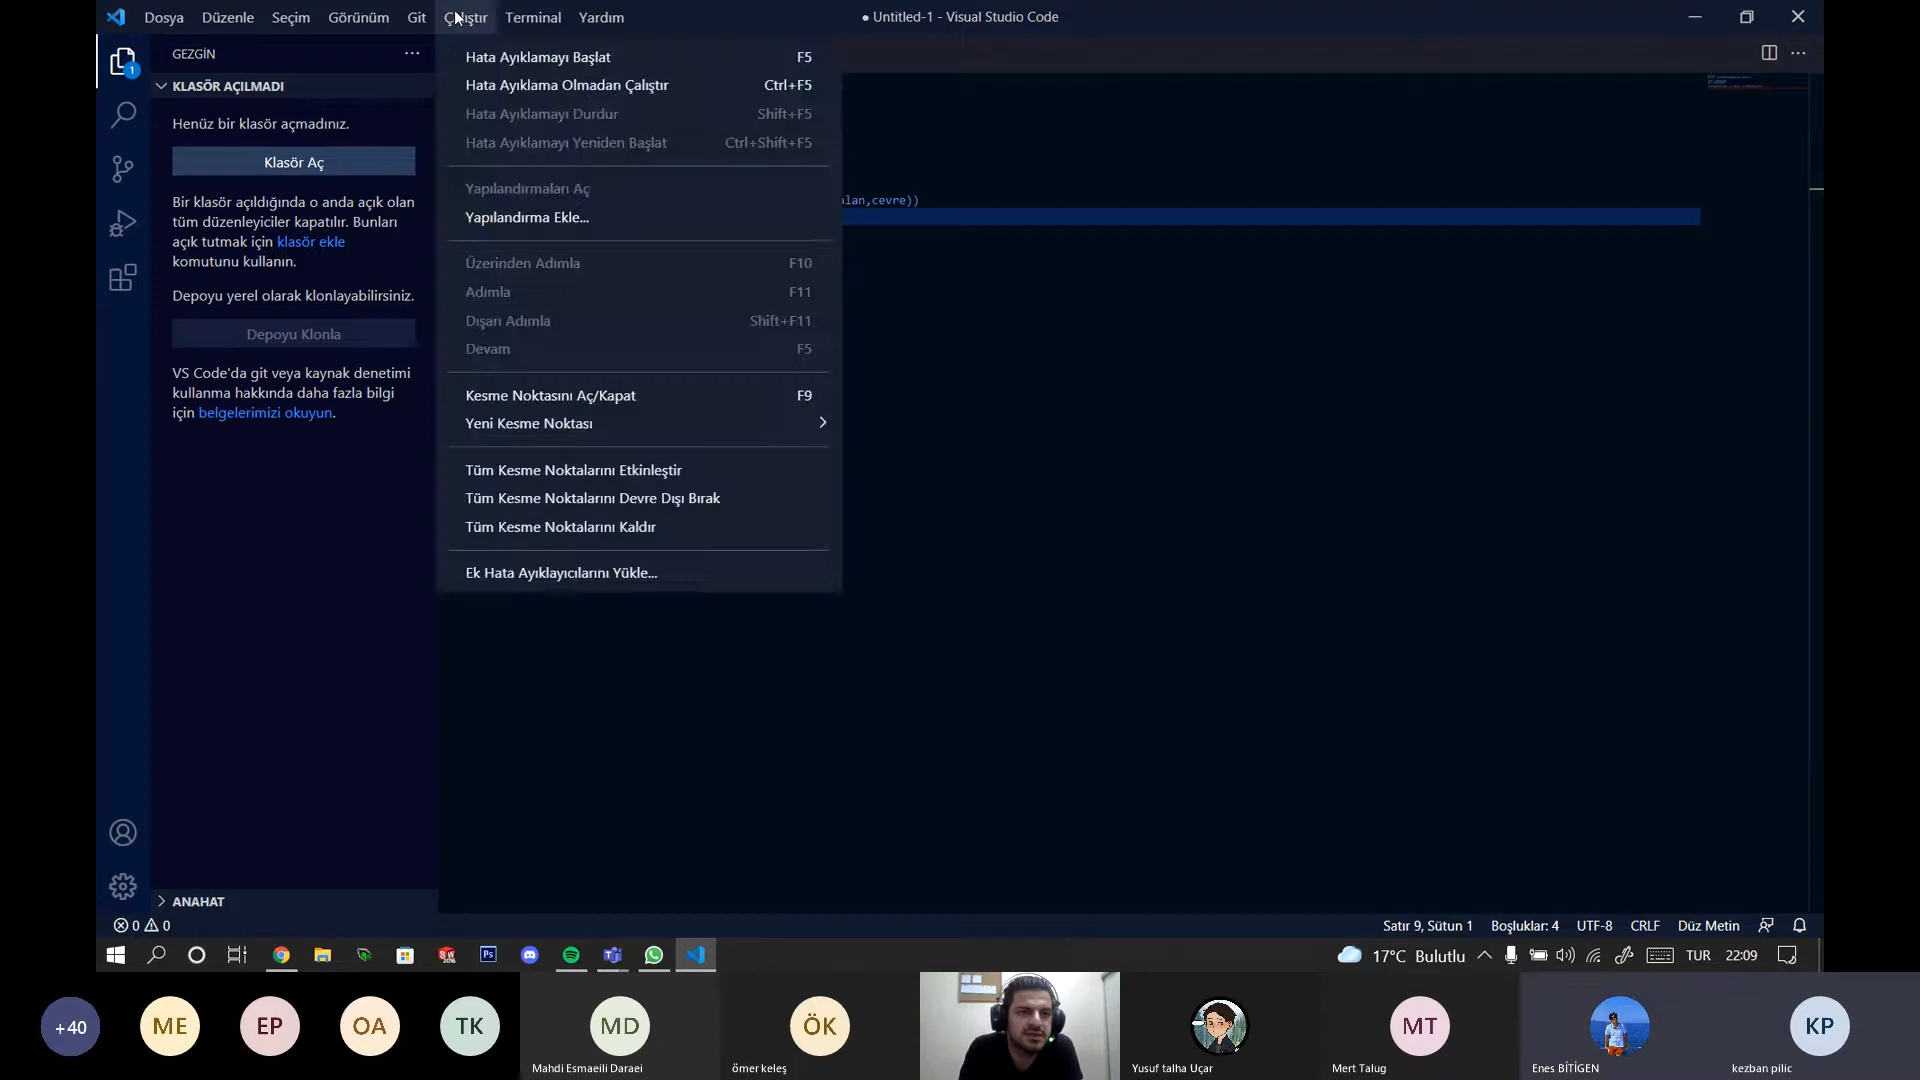 Dosya Düzenle Seçim Görünüm Git Çalıştır Terminal Yardım
● Untitled-1 - Visual Studio Code
GEZGİN
KLASÖR AÇILMADI
Henüz bir klasör açmadınız.
Klasör Aç
Bir klasör açıldığında o anda açık olan
tüm düzenleyiciler kapatılır. Bunları
açık tutmak için klasör ekle
komutunu kullanın.
Depoyu yerel olarak klonlayabilirsiniz.
Depoyu Klonla
VS Code'da git veya kaynak denetimi
kullanma hakkında daha fazla bilgi
için belgelerimizi okuyun.
1
Hata Ayıklamayı Başlat F5
Hata Ayıklama Olmadan Çalıştır Ctrl+F5
Hata Ayıklamayı Durdur Shift+F5
Hata Ayıklamayı Yeniden Başlat Ctrl+Shift+F5
Yapılandırmaları Aç
Yapılandırma Ekle...
Üzerinden Adımla F10
Adımla F11
Dışarı Adımla Shift+F11
Devam F5
Kesme Noktasını Aç/Kapat F9
Yeni Kesme Noktası
Tüm Kesme Noktalarını Etkinleştir
Tüm Kesme Noktalarını Devre Dışı Bırak
Tüm Kesme Noktalarını Kaldır
Ek Hata Ayıklayıcılarını Yükle...
alan,cevre))
ANAHAT
0 0
Satır 9, Sütun 1 Boşluklar: 4 UTF-8 CRLF Düz Metin
Ps
17°C Bulutlu TUR 22:09
+40 ME EP OA TK MD ÖK MT KP
Mahdi Esmaeili Daraei ömer keleş Yusuf talha Uçar Mert Talug Enes BİTİGEN kezban pilic